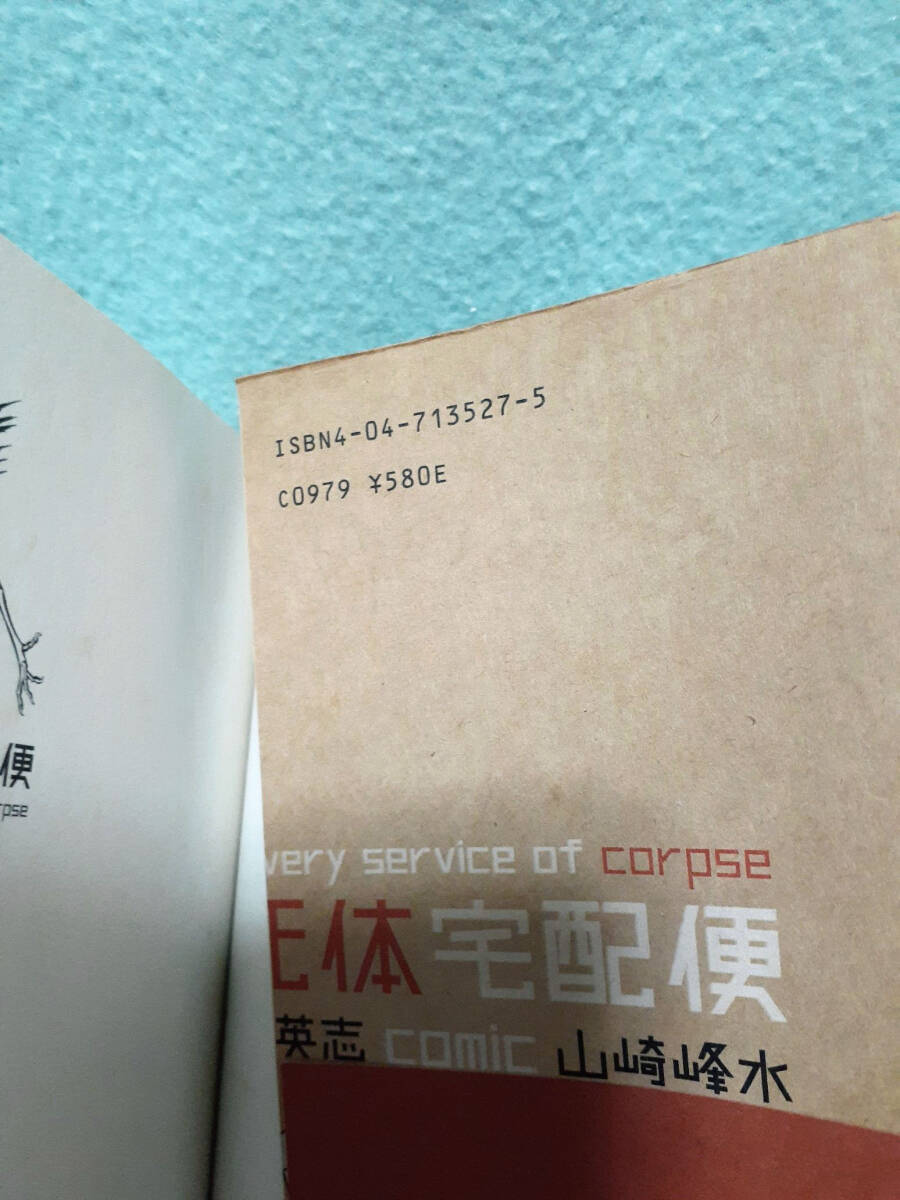 ISBN4-04-713527-5
C0979 ¥580E
very service of corpse
体宅配便
英志 comic 山崎峰水
便
rpse